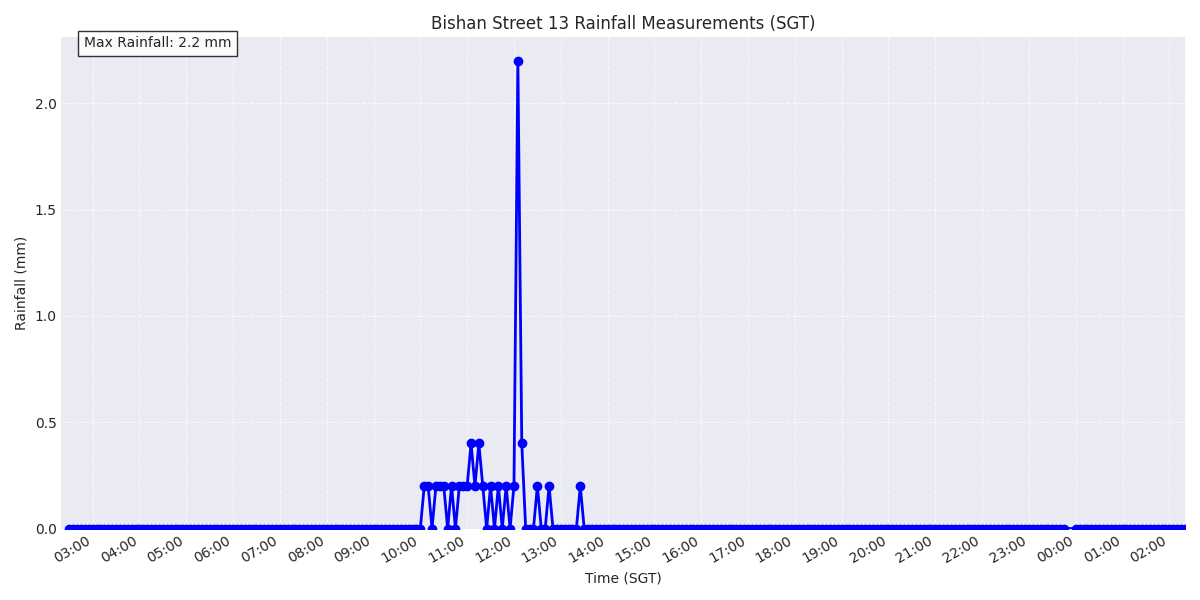 Bishan Street 13 Rainfall Measurements (SGT)
Max Rainfall: 2.2 mm
Rainfall (mm)
2.0
1.5
1.0
0.5
0.0
03:00 04:00 05:00 06:00 07:00 08:00 09:00 10:00 11:00 12:00 13:00 14:00 15:00 16:00 17:00 18:00 19:00 20:00 21:00 22:00 23:00 00:00 01:00 02:00
Time (SGT)